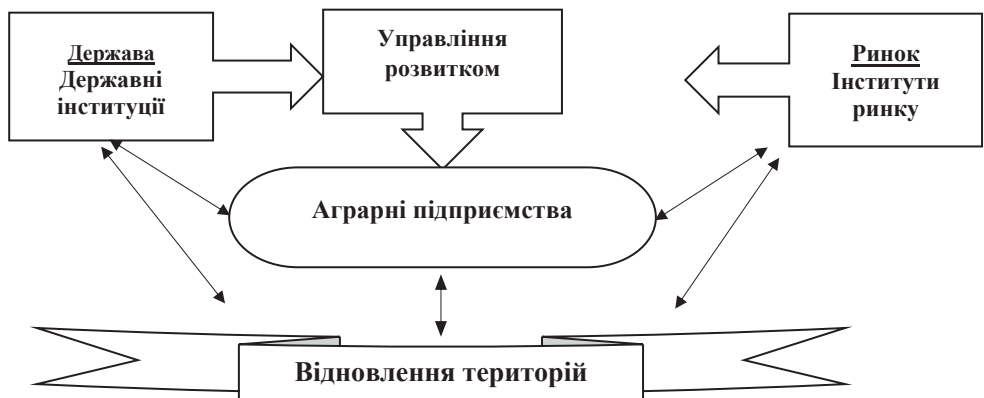 Держава
Державні
інституції
Управління
розвитком
Ринок
Інститути
ринку
Аграрні підприємства
Відновлення територій